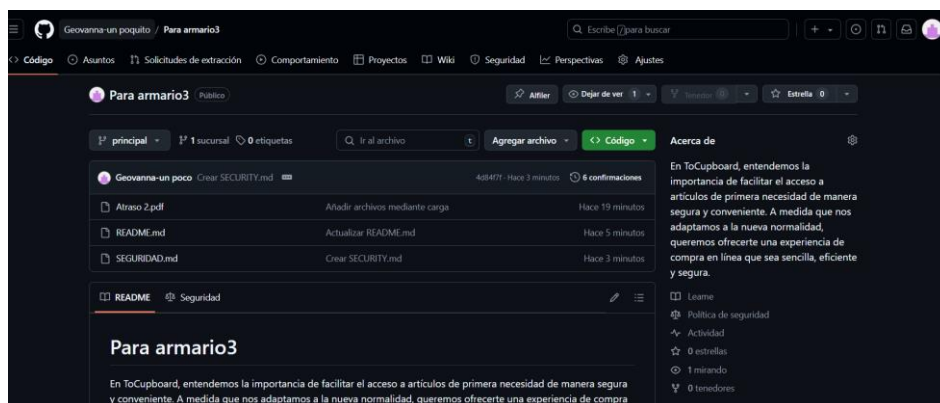 Geovanna-un poquito / Para armario3
Escribe [/]para buscar
<> Código
Asuntos
Solicitudes de extracción
Comportamiento
Proyectos
Wiki
Seguridad
Perspectivas
Ajustes
Para armario3 Público
Alfiler
Dejar de ver 1
Tenedor 0
Estrella 0
principal
1 sucursal
0 etiquetas
Ir al archivo t
Agregar archivo
<> Código
Geovanna-un poco Crear SECURITY.md
4d84f7f · Hace 3 minutos
6 confirmaciones
Atraso 2.pdf Añadir archivos mediante carga Hace 19 minutos
README.md Actualizar README.md Hace 5 minutos
SEGURIDAD.md Crear SECURITY.md Hace 3 minutos
README Seguridad
Para armario3
En ToCupboard, entendemos la importancia de facilitar el acceso a artículos de primera necesidad de manera segura
y conveniente. A medida que nos adaptamos a la nueva normalidad, queremos ofrecerte una experiencia de compra
Acerca de
En ToCupboard, entendemos la
importancia de facilitar el acceso a
artículos de primera necesidad de manera
segura y conveniente. A medida que nos
adaptamos a la nueva normalidad,
queremos ofrecerte una experiencia de
compra en línea que sea sencilla, eficiente
y segura.
Leame
Política de seguridad
Actividad
0 estrellas
1 mirando
0 tenedores